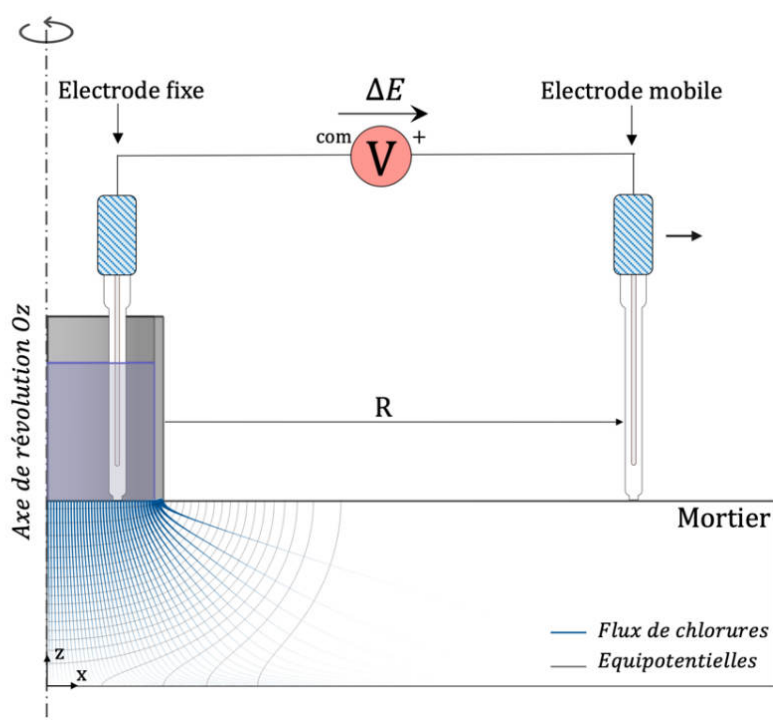 Electrode fixe
ΔE
Electrode mobile
com
+
V
Axe de révolution Oz
R
Mortier
z
x
Flux de chlorures
Equipotentielles